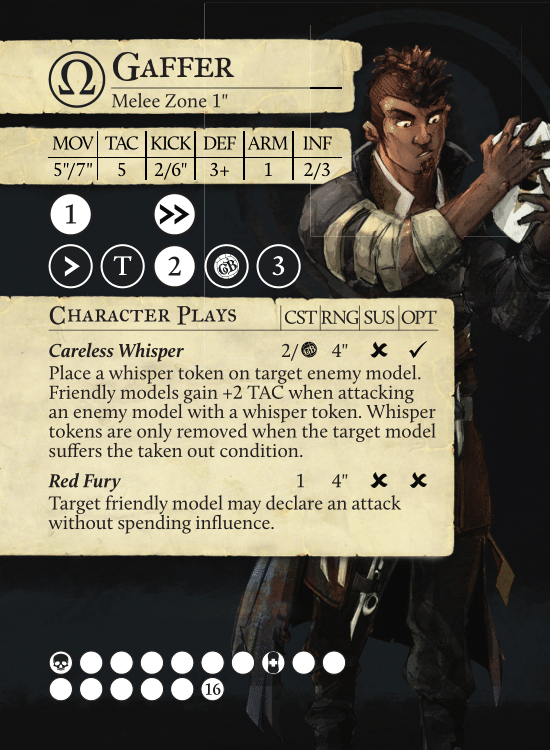 Ω GAFFER
Melee Zone 1"
MOV TAC KICK DEF ARM INF
5"/7" 5 2/6" 3+ 1 2/3
1 >>
> T 2 GB 3
CHARACTER PLAYS CST RNG SUS OPT
Careless Whisper 2/GB 4" ✘ ✓
Place a whisper token on target enemy model.
Friendly models gain +2 TAC when attacking
an enemy model with a whisper token. Whisper
tokens are only removed when the target model
suffers the taken out condition.
Red Fury 1 4" ✘ ✘
Target friendly model may declare an attack
without spending influence.
16